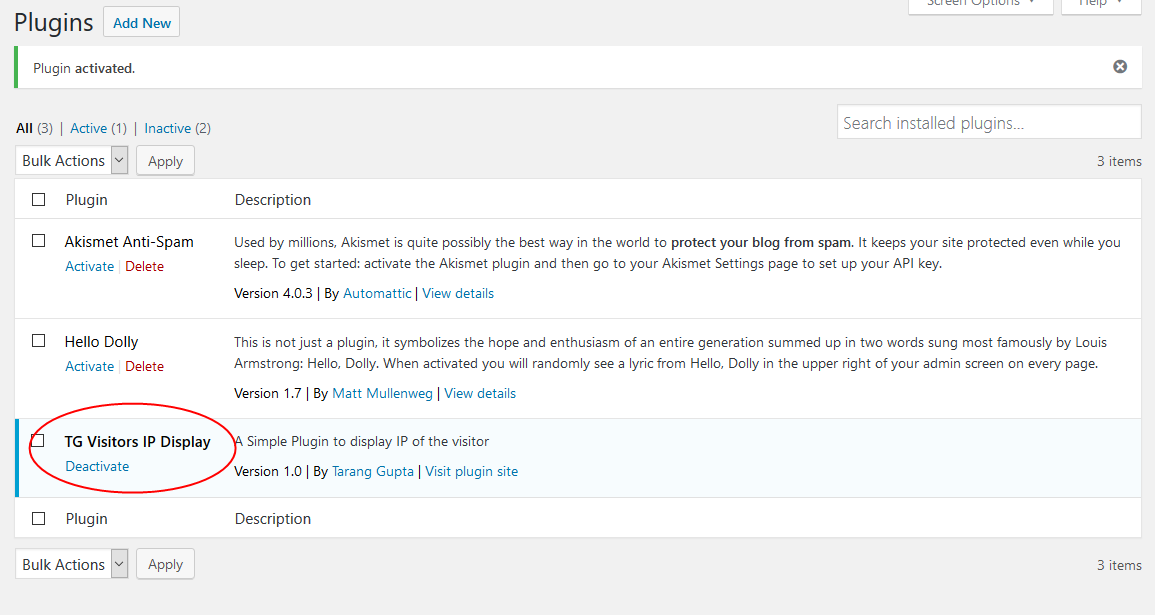 Screen Options
Help
Plugins Add New
Plugin activated.
All (3) | Active (1) | Inactive (2)
Search installed plugins...
Bulk Actions Apply
3 items
Plugin Description
Akismet Anti-Spam
Activate | Delete
Used by millions, Akismet is quite possibly the best way in the world to protect your blog from spam. It keeps your site protected even while you
sleep. To get started: activate the Akismet plugin and then go to your Akismet Settings page to set up your API key.
Version 4.0.3 | By Automattic | View details
Hello Dolly
Activate | Delete
This is not just a plugin, it symbolizes the hope and enthusiasm of an entire generation summed up in two words sung most famously by Louis
Armstrong: Hello, Dolly. When activated you will randomly see a lyric from Hello, Dolly in the upper right of your admin screen on every page.
Version 1.7 | By Matt Mullenweg | View details
TG Visitors IP Display
Deactivate
A Simple Plugin to display IP of the visitor
Version 1.0 | By Tarang Gupta | Visit plugin site
Plugin Description
Bulk Actions Apply
3 items